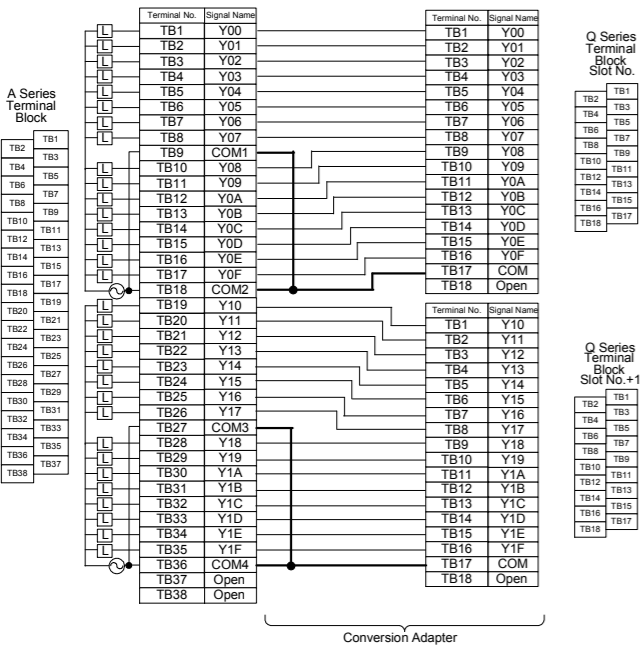 A Series
Terminal
Block
TB1
TB2
TB3
TB4
TB5
TB6
TB7
TB8
TB9
TB10
TB11
TB12
TB13
TB14
TB15
TB16
TB17
TB18
TB19
TB20
TB21
TB22
TB23
TB24
TB25
TB26
TB27
TB28
TB29
TB30
TB31
TB32
TB33
TB34
TB35
TB36
TB37
TB38
Terminal No. Signal Name
L TB1 Y00
L TB2 Y01
L TB3 Y02
L TB4 Y03
L TB5 Y04
L TB6 Y05
L TB7 Y06
L TB8 Y07
TB9 COM1
L TB10 Y08
L TB11 Y09
L TB12 Y0A
L TB13 Y0B
L TB14 Y0C
L TB15 Y0D
L TB16 Y0E
L TB17 Y0F
TB18 COM2
L TB19 Y10
L TB20 Y11
L TB21 Y12
L TB22 Y13
L TB23 Y14
L TB24 Y15
L TB25 Y16
L TB26 Y17
TB27 COM3
L TB28 Y18
L TB29 Y19
L TB30 Y1A
L TB31 Y1B
L TB32 Y1C
L TB33 Y1D
L TB34 Y1E
L TB35 Y1F
TB36 COM4
TB37 Open
TB38 Open
Terminal No. Signal Name
TB1 Y00
TB2 Y01
TB3 Y02
TB4 Y03
TB5 Y04
TB6 Y05
TB7 Y06
TB8 Y07
TB9 Y08
TB10 Y09
TB11 Y0A
TB12 Y0B
TB13 Y0C
TB14 Y0D
TB15 Y0E
TB16 Y0F
TB17 COM
TB18 Open
Terminal No. Signal Name
TB1 Y10
TB2 Y11
TB3 Y12
TB4 Y13
TB5 Y14
TB6 Y15
TB7 Y16
TB8 Y17
TB9 Y18
TB10 Y19
TB11 Y1A
TB12 Y1B
TB13 Y1C
TB14 Y1D
TB15 Y1E
TB16 Y1F
TB17 COM
TB18 Open
Q Series
Terminal
Block
Slot No.
TB1
TB2
TB3
TB4
TB5
TB6
TB7
TB8
TB9
TB10
TB11
TB12
TB13
TB14
TB15
TB16
TB17
TB18
Q Series
Terminal
Block
Slot No.+1
TB1
TB2
TB3
TB4
TB5
TB6
TB7
TB8
TB9
TB10
TB11
TB12
TB13
TB14
TB15
TB16
TB17
TB18
Conversion Adapter